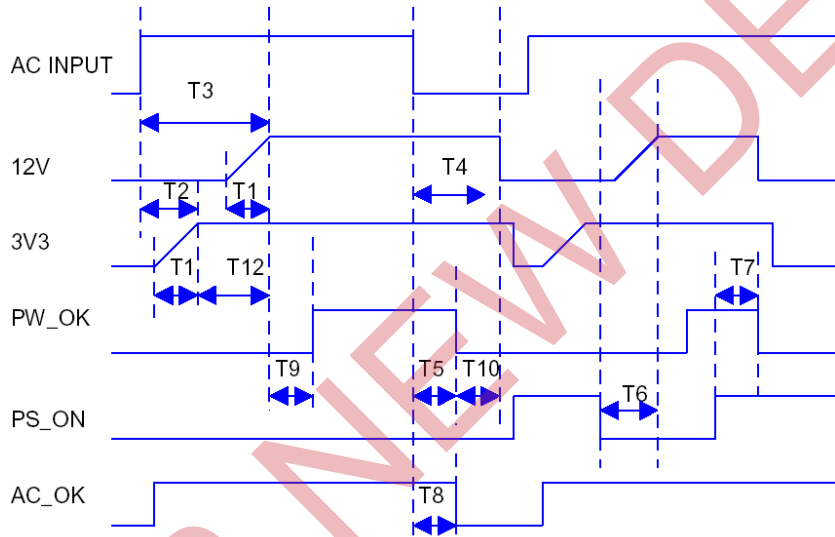 AC INPUT
T3
12V
T4
T2 T1
3V3
T1 T12
T7
PW_OK
T9 T5 T10
T6
PS_ON
AC_OK
T8
NEW DE